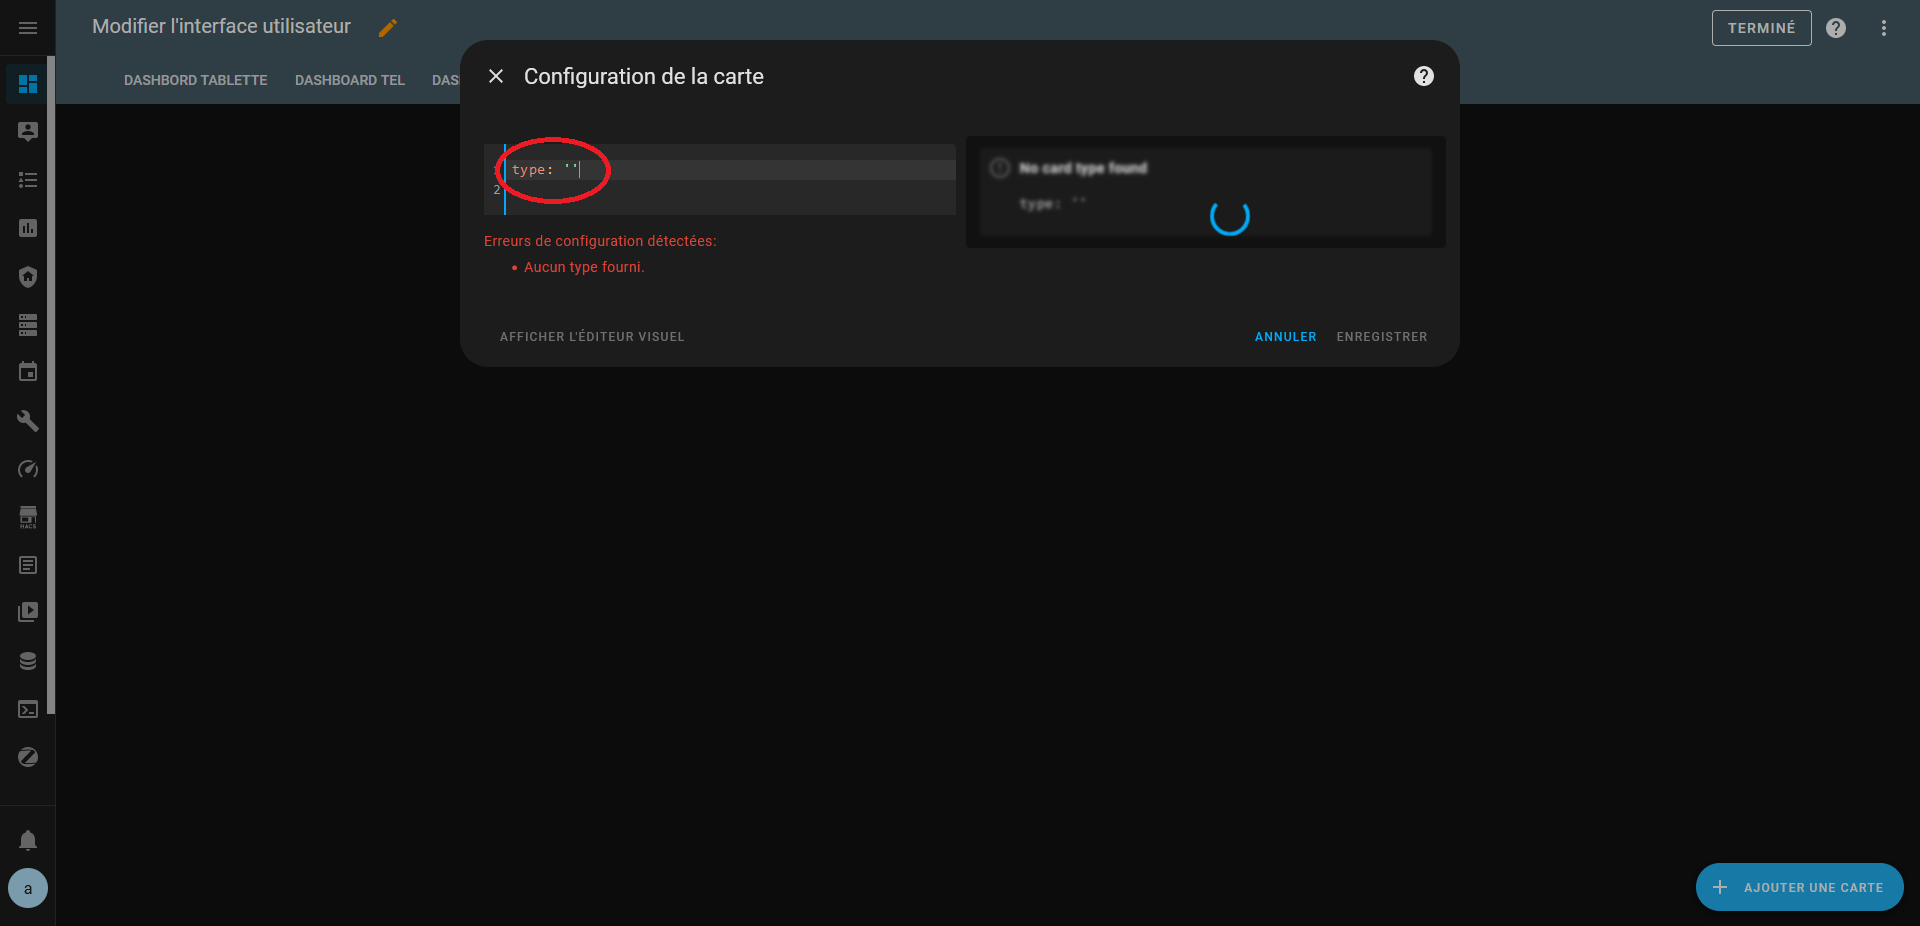 Modifier l'interface utilisateur
TERMINÉ
DASHBORD TABLETTE
DASHBOARD TEL
DAS
Configuration de la carte
type: ''
2
No card type found
type: ''
Erreurs de configuration détectées:
• Aucun type fourni.
AFFICHER L'ÉDITEUR VISUEL
ANNULER
ENREGISTRER
HACS
a
+ AJOUTER UNE CARTE